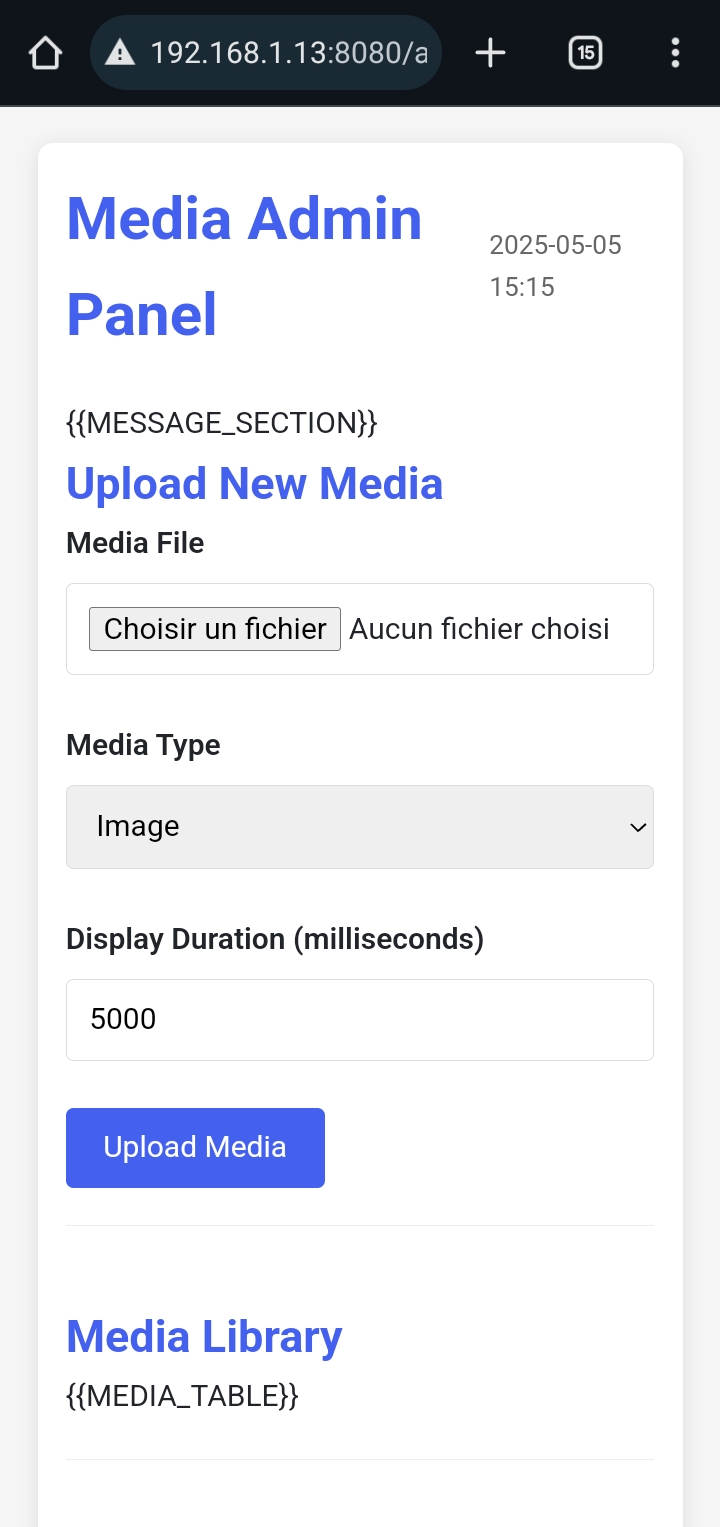 192.168.1.13:8080/a
15
Media Admin
Panel
2025-05-05
15:15
{{MESSAGE_SECTION}}
Upload New Media
Media File
Choisir un fichier Aucun fichier choisi
Media Type
Image
Display Duration (milliseconds)
5000
Upload Media
Media Library
{{MEDIA_TABLE}}